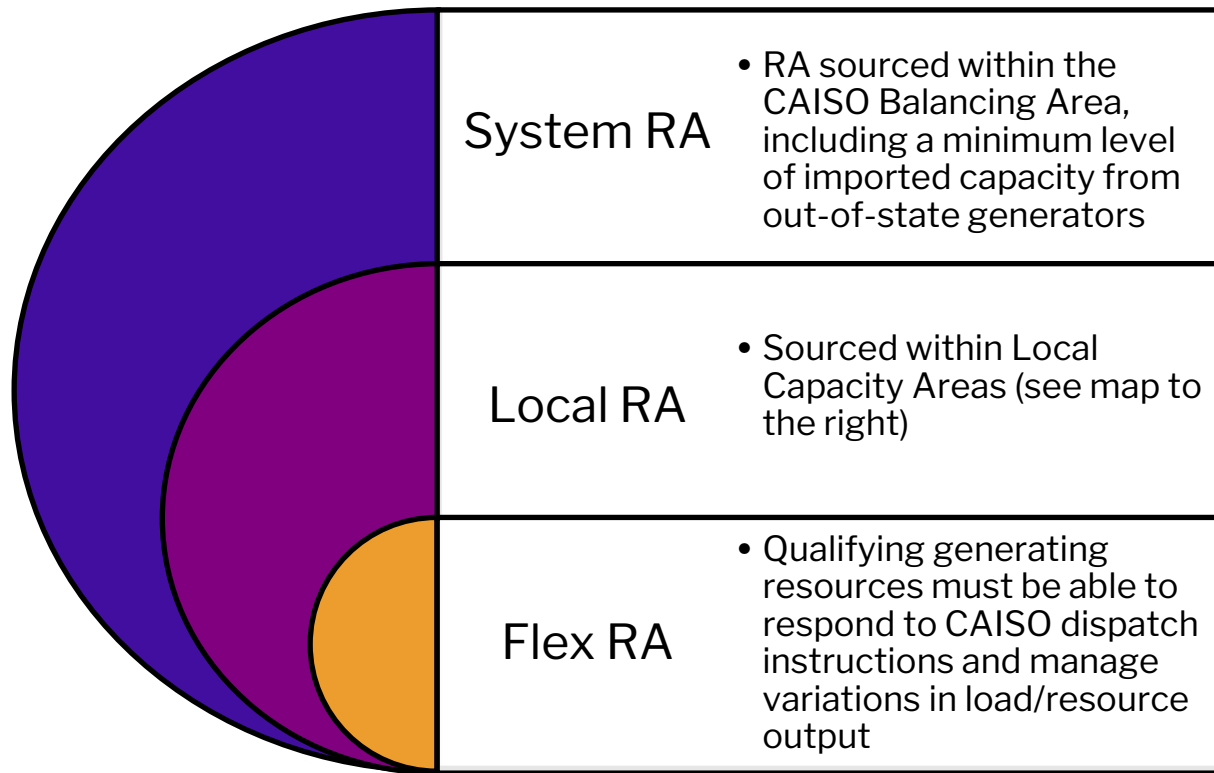 System RA
• RA sourced within the
CAISO Balancing Area,
including a minimum level
of imported capacity from
out-of-state generators
Local RA
• Sourced within Local
Capacity Areas (see map to
the right)
Flex RA
• Qualifying generating
resources must be able to
respond to CAISO dispatch
instructions and manage
variations in load/resource
output